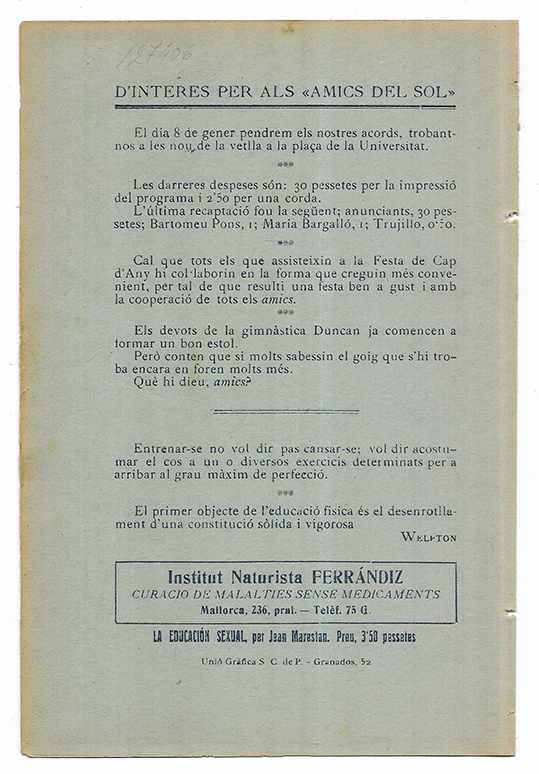 127406
D'INTERES PER ALS «AMICS DEL SOL»
El dia 8 de gener pendrem els nostres acords, trobant-
nos a les nou de la vetlla a la plaça de la Universitat.
***
Les darreres despeses són: 30 pessetes per la impressió
del programa i 2'50 per una corda.
L'última recaptació fou la següent; anunciants, 30 pes-
setes; Bartomeu Pons, 1; Maria Bargalló, 1; Trujillo, 0'50.
***
Cal que tots els que assisteixin a la Festa de Cap
d'Any hi col·laborin en la forma que creguin més conve-
nient, per tal de que resulti una festa ben a gust i amb
la cooperació de tots els amics.
***
Els devots de la gimnàstica Duncan ja comencen a
formar un bon estol.
Però conten que si molts sabessin el goig que s'hi tro-
ba encara en foren molts més.
Què hi dieu, amics?
Entrenar-se no vol dir pas cansar-se; vol dir acostu-
mar el cos a un o diversos exercicis determinats per a
arribar al grau màxim de perfecció.
***
El primer objecte de l'educació física és el desenrotlla-
ment d'una constitució sòlida i vigorosa
WELPTON
Institut Naturista FERRÁNDIZ
CURACIÓ DE MALALTIES SENSE MEDICAMENTS
Mallorca, 236, pral. — Telèf. 75 G.
LA EDUCACIÓN SEXUAL, per Jean Marestan. Preu, 3'50 pessetes
Unió Gráfica S. C. de P. - Granados, 52